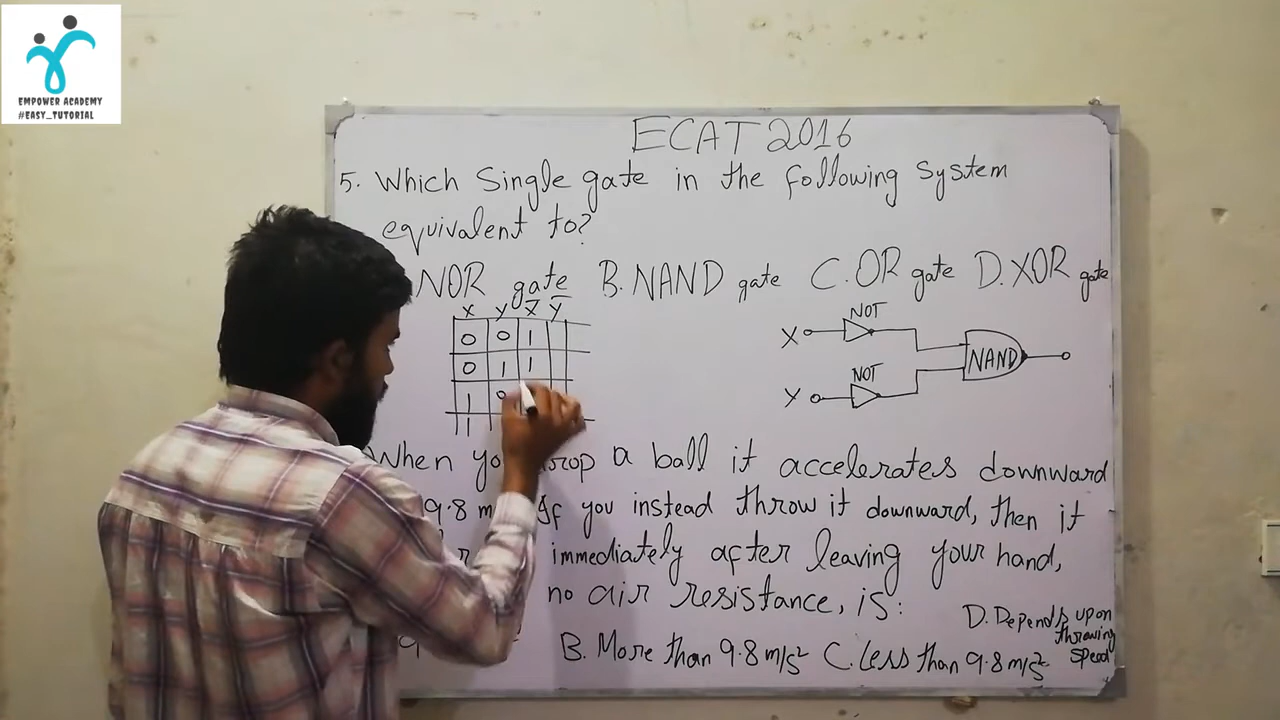 EMPOWER ACADEMY
#EASY_TUTORIAL
ECAT 2016
5. Which Single gate in the following System
equivalent to?
NOR gate B. NAND gate C. OR gate D. XOR gate
X Y X̅ Y̅
0 0 1
0 1 1
1 0
1
X NOT
NAND
Y NOT
When you drop a ball it accelerates downward
9.8 m If you instead throw it downward, then it
immediately after leaving your hand,
no air resistance, is:
B. More than 9.8 m/s² C. Less than 9.8 m/s² D. Depends upon
throwing
speed